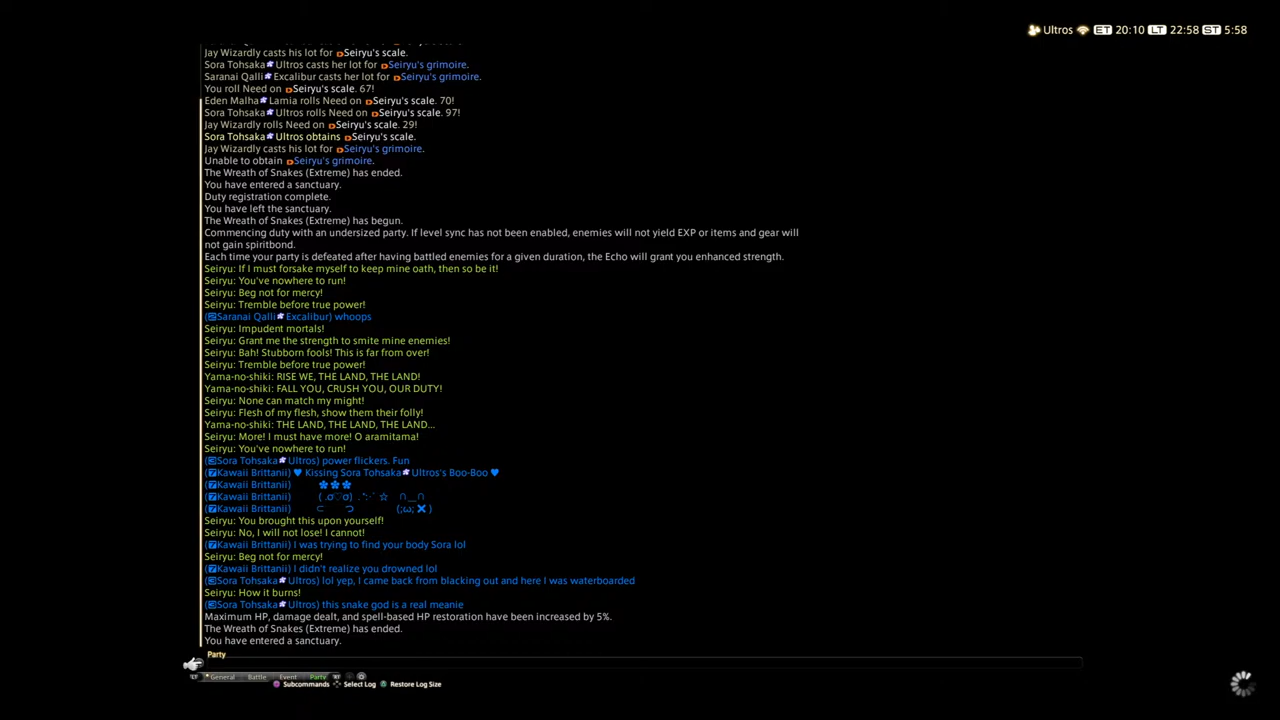 Ultros ET 20:10 LT 22:58 ST 5:58
Jay Wizardly casts his lot for Seiryu's scale.
Sora Tohsaka Ultros casts her lot for Seiryu's grimoire.
Saranai Qalli Excalibur casts her lot for Seiryu's grimoire.
You roll Need on Seiryu's scale. 67!
Eden Malha Lamia rolls Need on Seiryu's scale. 70!
Sora Tohsaka Ultros rolls Need on Seiryu's scale. 97!
Jay Wizardly rolls Need on Seiryu's scale. 29!
Sora Tohsaka Ultros obtains Seiryu's scale.
Jay Wizardly casts his lot for Seiryu's grimoire.
Unable to obtain Seiryu's grimoire.
The Wreath of Snakes (Extreme) has ended.
You have entered a sanctuary.
Duty registration complete.
You have left the sanctuary.
The Wreath of Snakes (Extreme) has begun.
Commencing duty with an undersized party. If level sync has not been enabled, enemies will not yield EXP or items and gear will
not gain spiritbond.
Each time your party is defeated after having battled enemies for a given duration, the Echo will grant you enhanced strength.
Seiryu: If I must forsake myself to keep mine oath, then so be it!
Seiryu: You've nowhere to run!
Seiryu: Beg not for mercy!
Seiryu: Tremble before true power!
(2Saranai Qalli Excalibur) whoops
Seiryu: Impudent mortals!
Seiryu: Grant me the strength to smite mine enemies!
Seiryu: Bah! Stubborn fools! This is far from over!
Seiryu: Tremble before true power!
Yama-no-shiki: RISE WE, THE LAND, THE LAND!
Yama-no-shiki: FALL YOU, CRUSH YOU, OUR DUTY!
Seiryu: None can match my might!
Seiryu: Flesh of my flesh, show them their folly!
Yama-no-shiki: THE LAND, THE LAND, THE LAND...
Seiryu: More! I must have more! O aramitama!
Seiryu: You've nowhere to run!
(3Sora Tohsaka Ultros) power flickers. Fun
(7Kawaii Brittanii) ♥ Kissing Sora Tohsaka Ultros's Boo-Boo ♥
(7Kawaii Brittanii) ✽✽✽
(7Kawaii Brittanii) ( .σ♡σ) . *:·´ ☆ ∩__∩
(7Kawaii Brittanii) ⊂ つ (;ω; ✖ )
Seiryu: You brought this upon yourself!
Seiryu: No, I will not lose! I cannot!
(7Kawaii Brittanii) I was trying to find your body Sora lol
Seiryu: Beg not for mercy!
(7Kawaii Brittanii) I didn't realize you drowned lol
(3Sora Tohsaka Ultros) lol yep, I came back from blacking out and here I was waterboarded
Seiryu: How it burns!
(3Sora Tohsaka Ultros) this snake god is a real meanie
Maximum HP, damage dealt, and spell-based HP restoration have been increased by 5%.
The Wreath of Snakes (Extreme) has ended.
You have entered a sanctuary.
Party
General Battle Event Party
Subcommands Select Log Restore Log Size